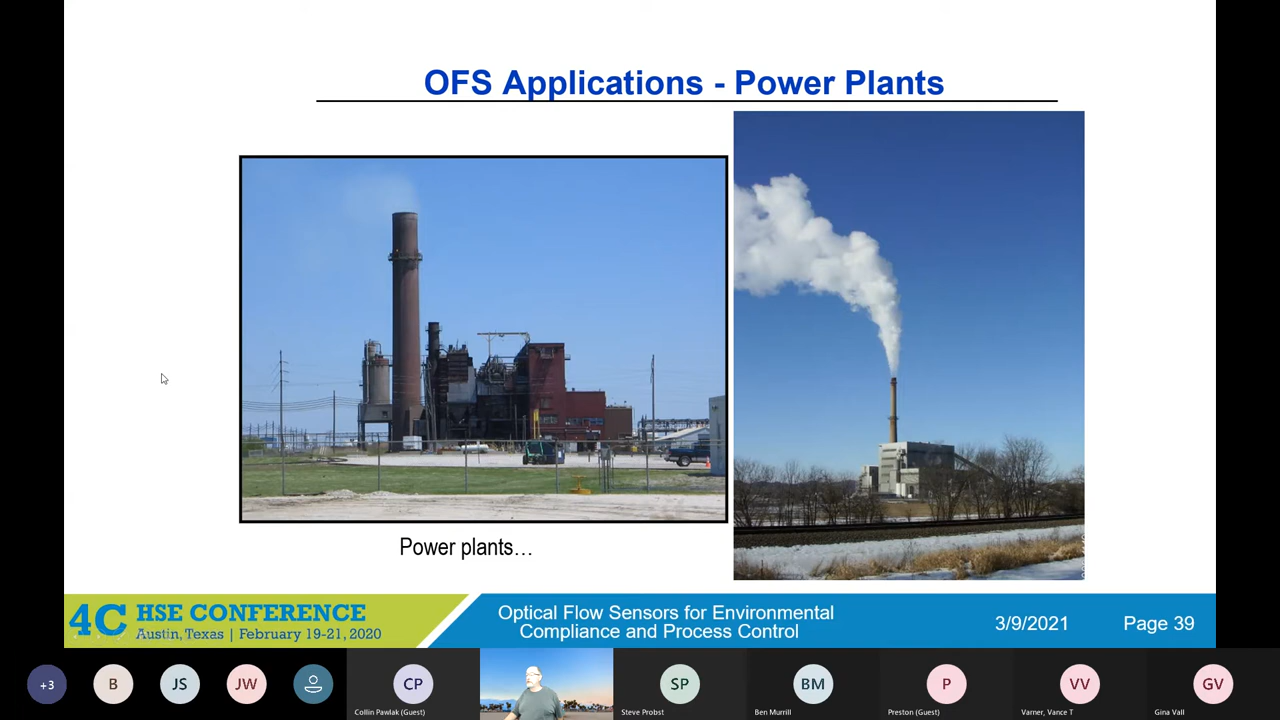 OFS Applications - Power Plants
Power plants…
4C HSE CONFERENCE
Austin, Texas | February 19-21, 2020
Optical Flow Sensors for Environmental
Compliance and Process Control
3/9/2021
Page 39
+3
B
JS
JW
CP
Collin Pawlak (Guest)
SP
Steve Probst
BM
Ben Murrill
P
Preston (Guest)
VV
Varner, Vance T
GV
Gina Vall